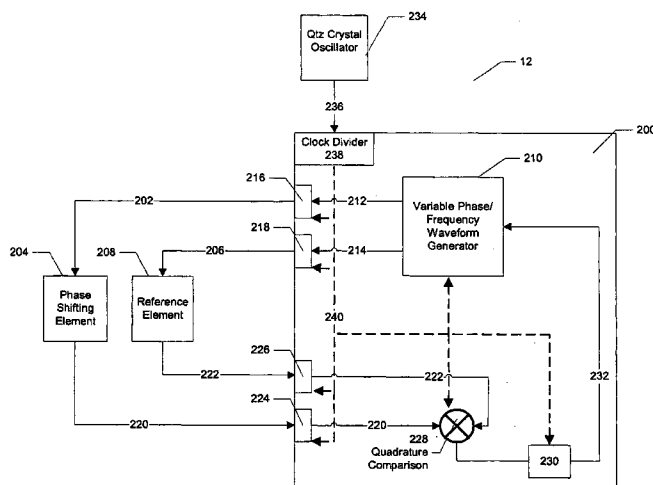 234
Qtz Crystal
Oscillator
12
236
200
Clock Divider
238
210
216
202
212
Variable Phase/
Frequency
Waveform
Generator
218
204
208
206
214
Phase
Shifting
Element
Reference
Element
240
226
222
222
232
224
220
220
228
Quadrature
Comparison
230